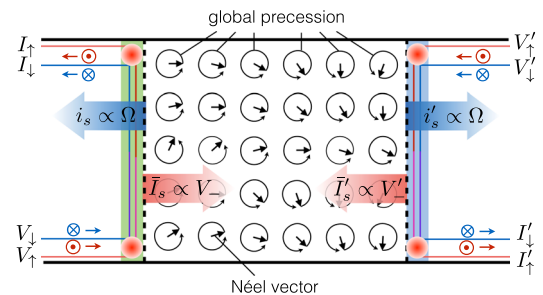 global precession
I↑
I↓
V′↑
V′↓
i_s ∝ Ω
i′_s ∝ Ω
Ī_s ∝ V_−
Ī′_s ∝ V′_−
V↓
V↑
I′↓
I′↑
Néel vector